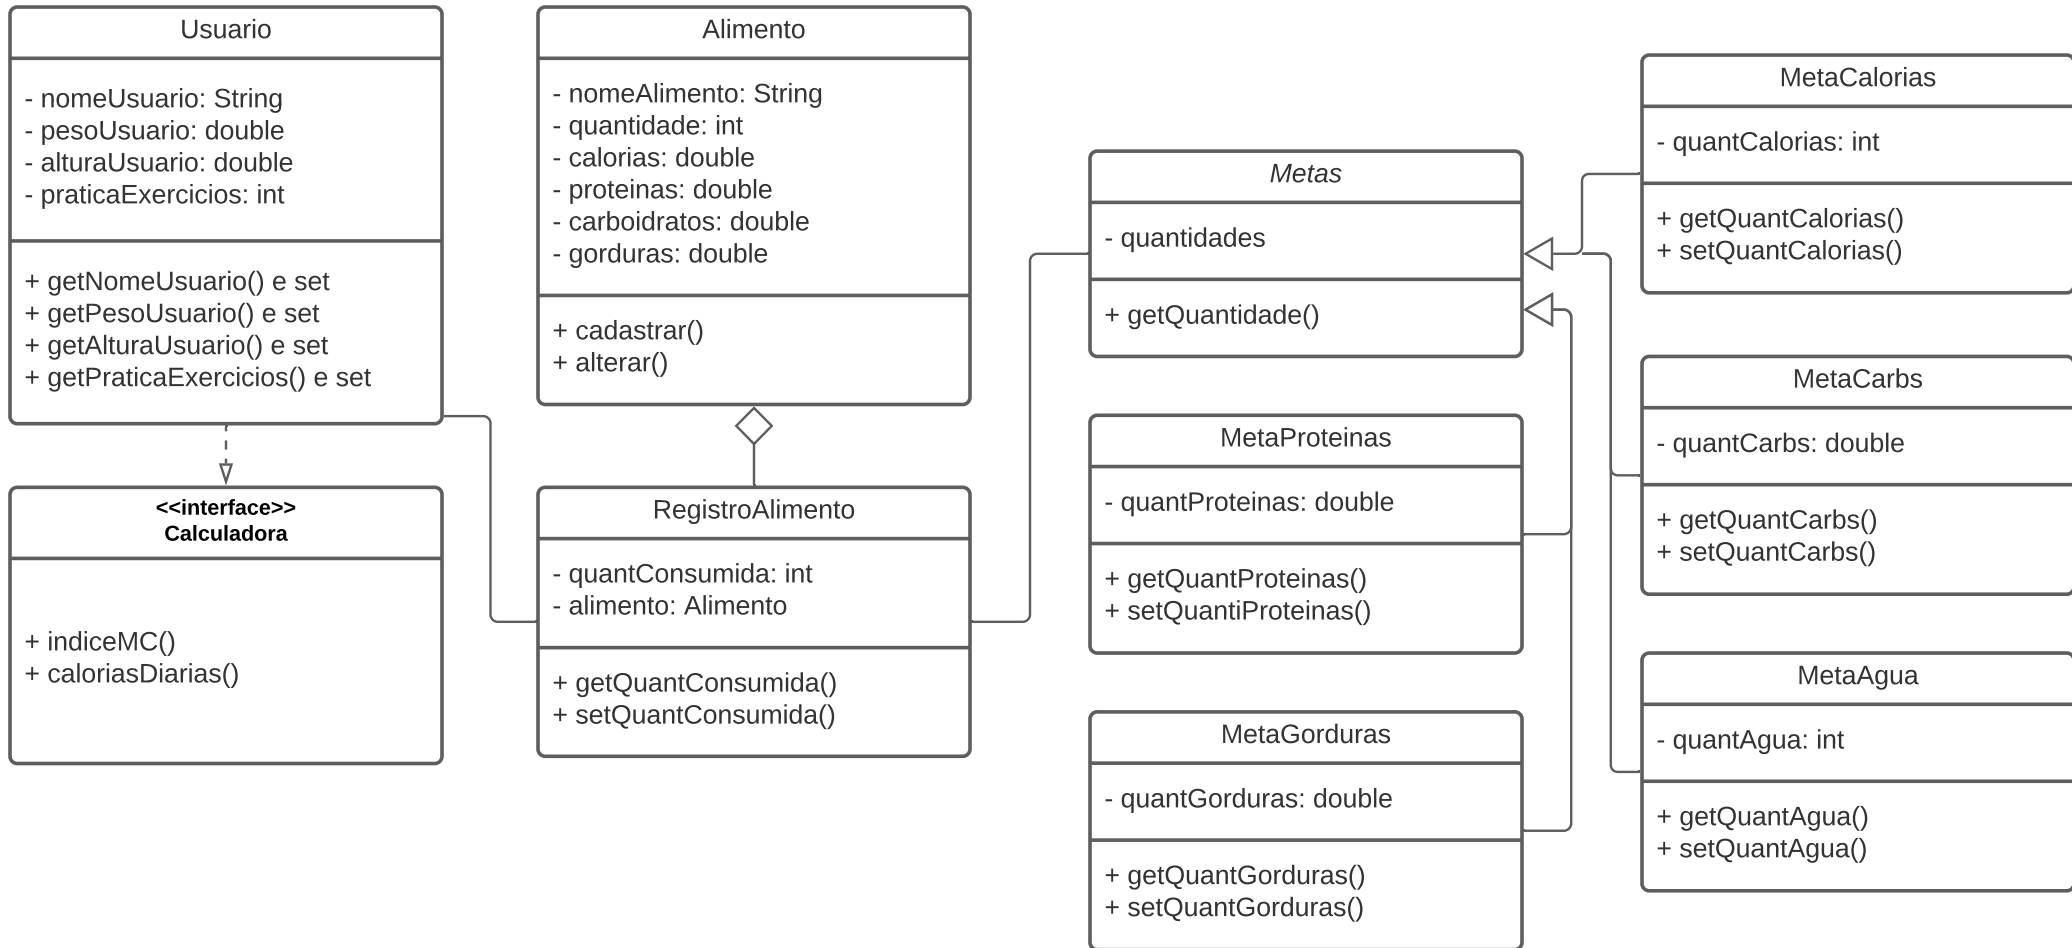 Usuario
- nomeUsuario: String
- pesoUsuario: double
- alturaUsuario: double
- praticaExercicios: int
+ getNomeUsuario() e set
+ getPesoUsuario() e set
+ getAlturaUsuario() e set
+ getPraticaExercicios() e set
<<interface>>
Calculadora
+ indiceMC()
+ caloriasDiarias()
Alimento
- nomeAlimento: String
- quantidade: int
- calorias: double
- proteinas: double
- carboidratos: double
- gorduras: double
+ cadastrar()
+ alterar()
RegistroAlimento
- quantConsumida: int
- alimento: Alimento
+ getQuantConsumida()
+ setQuantConsumida()
Metas
- quantidades
+ getQuantidade()
MetaProteinas
- quantProteinas: double
+ getQuantProteinas()
+ setQuantiProteinas()
MetaGorduras
- quantGorduras: double
+ getQuantGorduras()
+ setQuantGorduras()
MetaCalorias
- quantCalorias: int
+ getQuantCalorias()
+ setQuantCalorias()
MetaCarbs
- quantCarbs: double
+ getQuantCarbs()
+ setQuantCarbs()
MetaAgua
- quantAgua: int
+ getQuantAgua()
+ setQuantAgua()